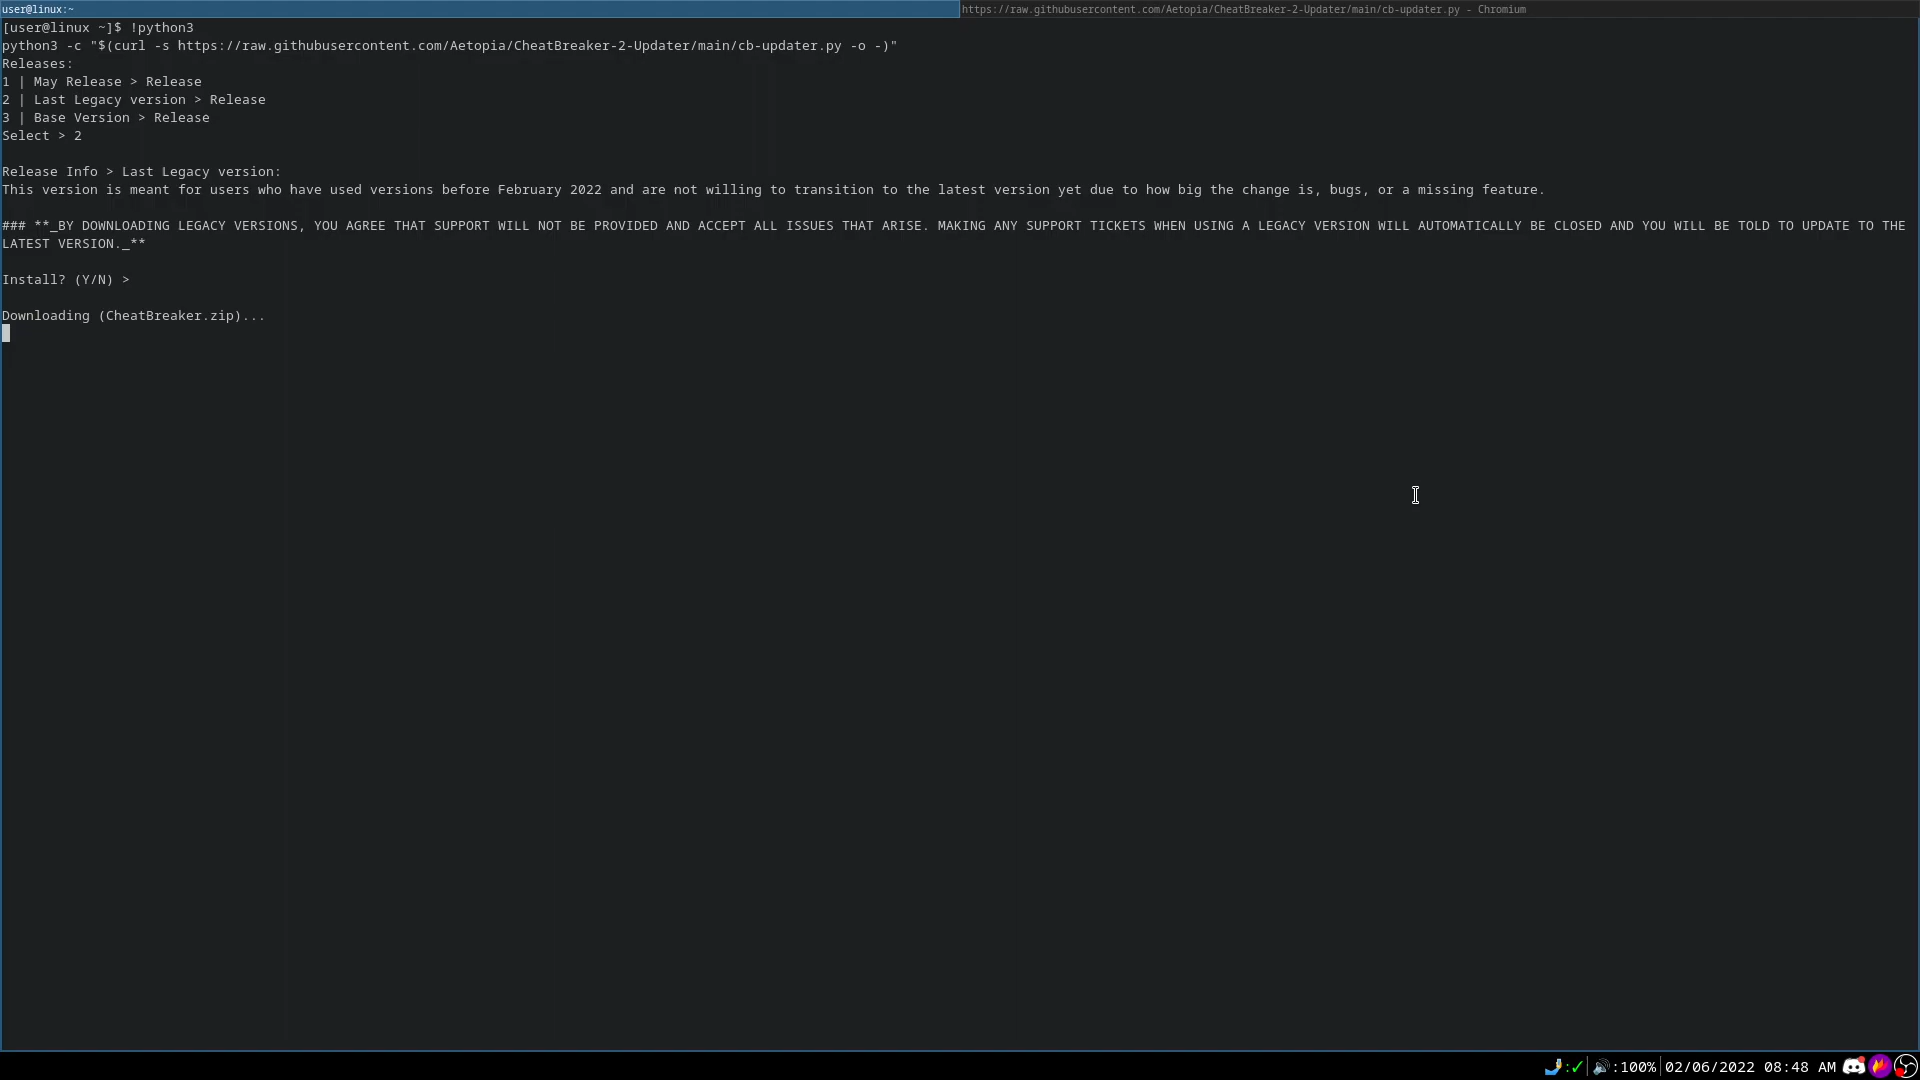 user@linux:~
https://raw.githubusercontent.com/Aetopia/CheatBreaker-2-Updater/main/cb-updater.py - Chromium
[user@linux ~]$ !python3
python3 -c "$(curl -s https://raw.githubusercontent.com/Aetopia/CheatBreaker-2-Updater/main/cb-updater.py -o -)"
Releases:
1 | May Release > Release
2 | Last Legacy version > Release
3 | Base Version > Release
Select > 2
Release Info > Last Legacy version:
This version is meant for users who have used versions before February 2022 and are not willing to transition to the latest version yet due to how big the change is, bugs, or a missing feature.
### **_BY DOWNLOADING LEGACY VERSIONS, YOU AGREE THAT SUPPORT WILL NOT BE PROVIDED AND ACCEPT ALL ISSUES THAT ARISE. MAKING ANY SUPPORT TICKETS WHEN USING A LEGACY VERSION WILL AUTOMATICALLY BE CLOSED AND YOU WILL BE TOLD TO UPDATE TO THE
LATEST VERSION._**
Install? (Y/N) >
Downloading (CheatBreaker.zip)...
:✓ :100% 02/06/2022 08:48 AM